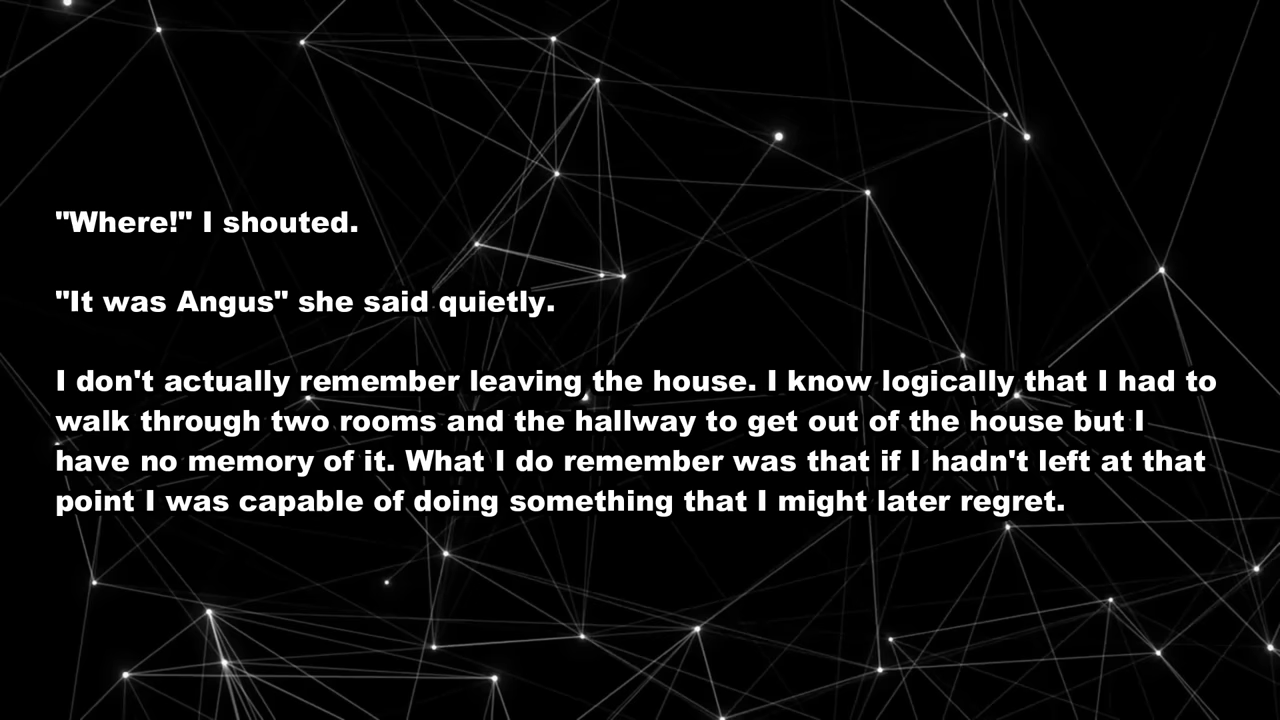 "Where!" I shouted.
"It was Angus" she said quietly.
I don't actually remember leaving the house. I know logically that I had to
walk through two rooms and the hallway to get out of the house but I
have no memory of it. What I do remember was that if I hadn't left at that
point I was capable of doing something that I might later regret.